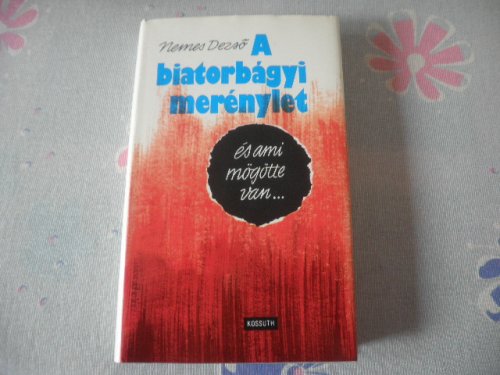 Nemes Dezső A
biatorbágyi
merénylet
és ami
mögötte
van...
KOSSUTH